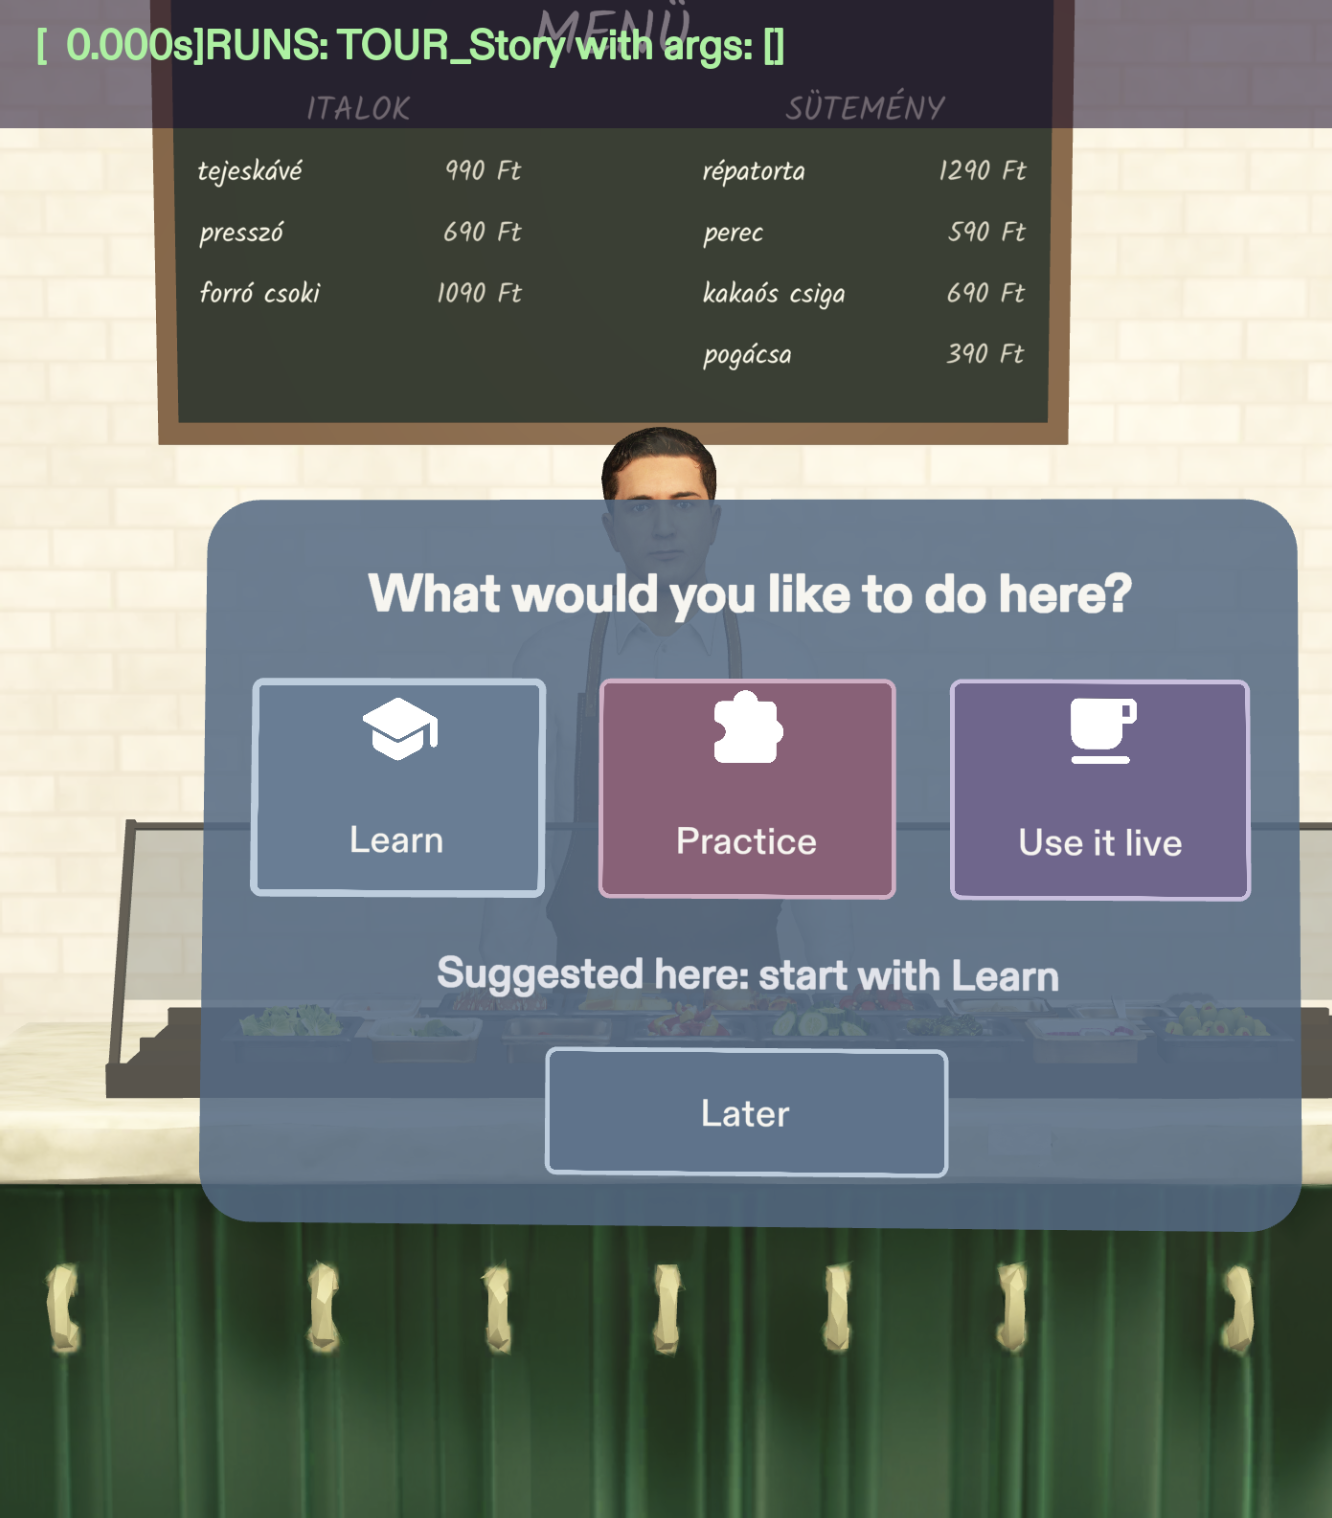 MENÜ
[ 0.000s]RUNS: TOUR_Story with args: []
ITALOK
tejeskávé 990 Ft
presszó 690 Ft
forró csoki 1090 Ft
SÜTEMÉNY
répatorta 1290 Ft
perec 590 Ft
kakaós csiga 690 Ft
pogácsa 390 Ft
What would you like to do here?
Learn
Practice
Use it live
Suggested here: start with Learn
Later